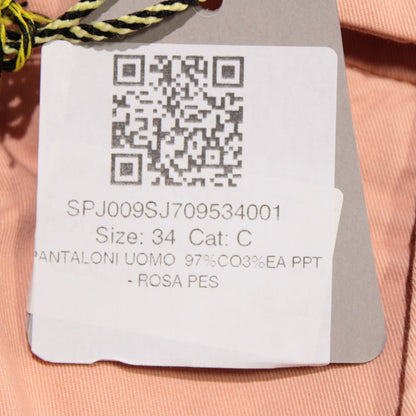 SPJ009SJ709534001
Size: 34 Cat: C
PANTALONI UOMO 97%CO3%EA PPT
- ROSA PES